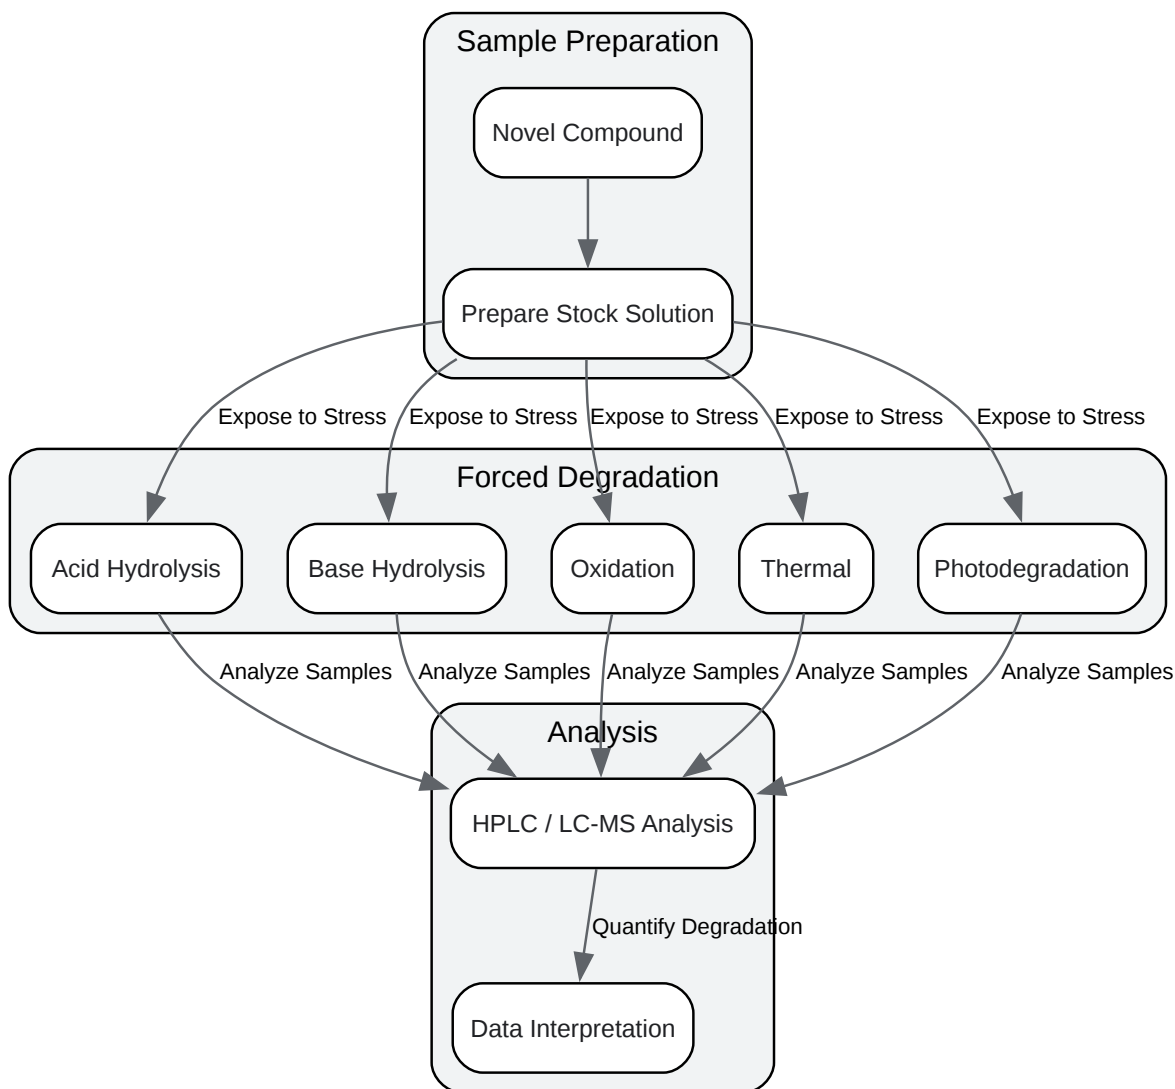 Sample Preparation
Novel Compound
Prepare Stock Solution
Expose to Stress
Expose to Stress
Expose to Stress
Expose to Stress
Expose to Stress
Forced Degradation
Acid Hydrolysis
Base Hydrolysis
Oxidation
Thermal
Photodegradation
Analyze Samples
Analyze Samples
Analyze Samples
Analyze Samples
Analyze Samples
Analysis
HPLC / LC-MS Analysis
Quantify Degradation
Data Interpretation